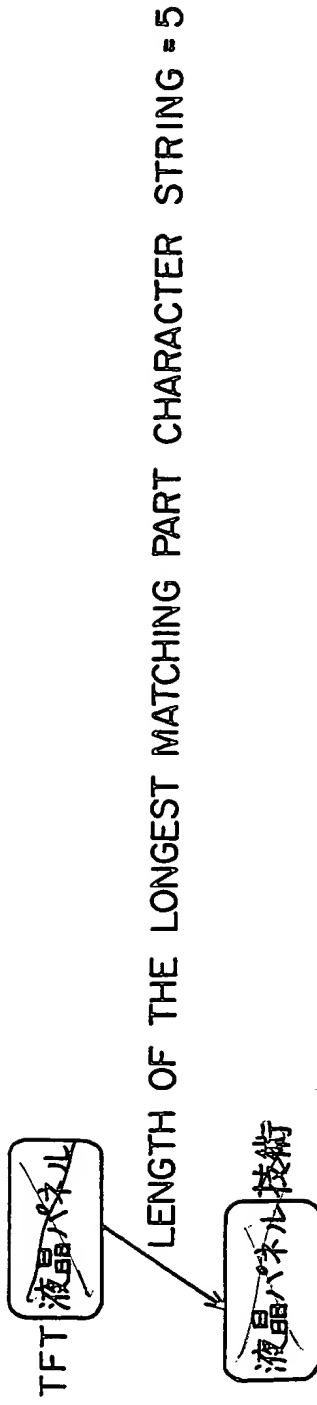 TFT液晶パネル
LENGTH OF THE LONGEST MATCHING PART CHARACTER STRING = 5
液晶パネル技術